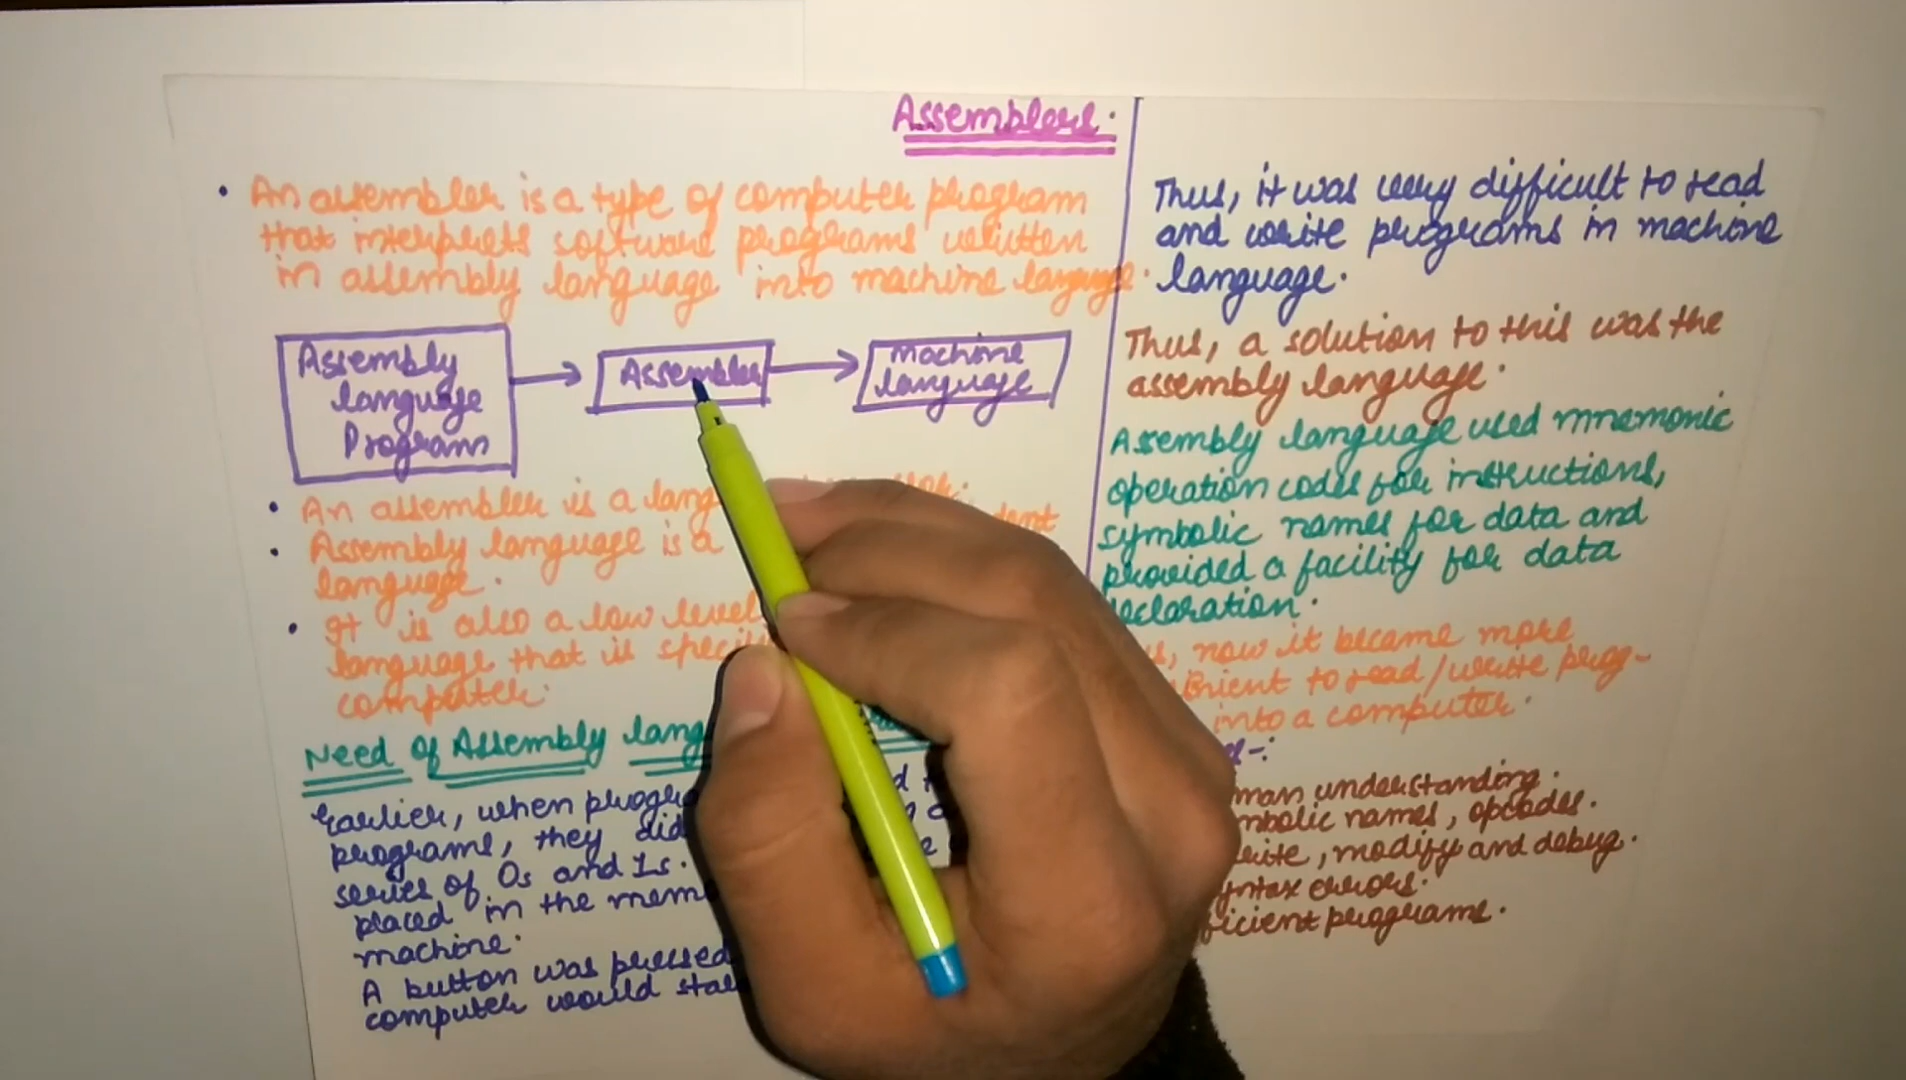 Assemblers.
• An assembler is a type of computer program
that interprets software programs written
in assembly language into machine language.
Assembly
language
Program
Assembler
Machine
language
• An assembler is a
• Assembly language is a
language.
• It is also a low level
language that is
computer.
Need of Assembly
Earlier, when
programs, they did
series of 0s and 1s.
placed in the
machine.
A button was pressed
computer would
Thus, it was very difficult to read
and write programs in machine
language.
Thus, a solution to this was the
assembly language.
Assembly language used mnemonic
operation codes for instructions,
symbolic names for data and
provided a facility for data
declaration.
now it became more
to read/write prog-
into a computer.
understanding.
names, opcodes.
modify and debug.
errors.
programs.